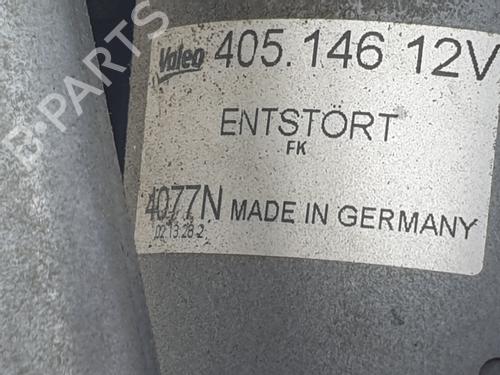 Valeo 405.146 12V
ENTSTÖRT
FK
4077N MADE IN GERMANY
02 13 28 2
B-Parts